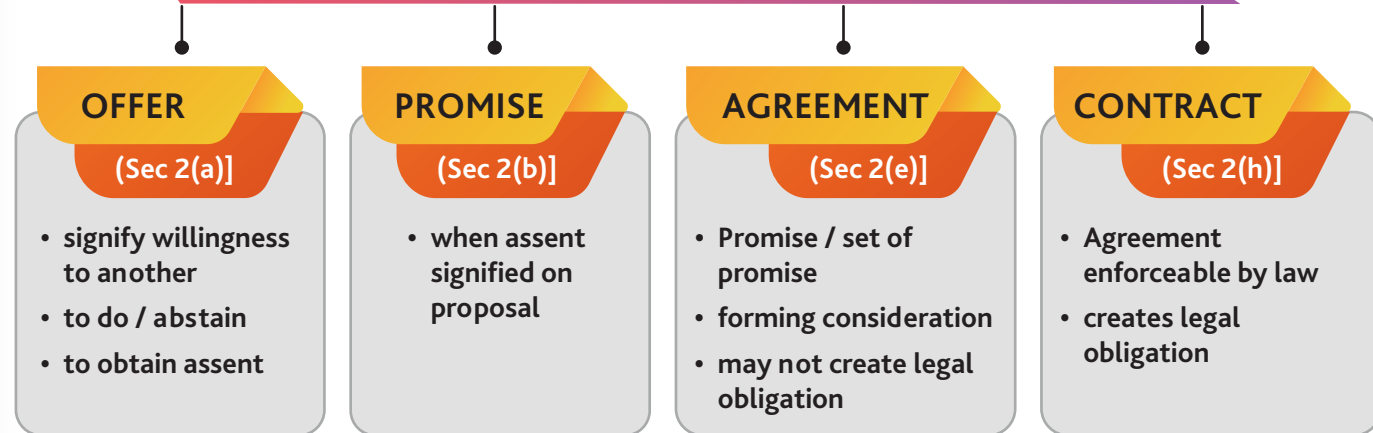 OFFER
(Sec 2(a)]
• signify willingness
to another
• to do / abstain
• to obtain assent
PROMISE
(Sec 2(b)]
• when assent
signified on
proposal
AGREEMENT
(Sec 2(e)]
• Promise / set of
promise
• forming consideration
• may not create legal
obligation
CONTRACT
(Sec 2(h)]
• Agreement
enforceable by law
• creates legal
obligation